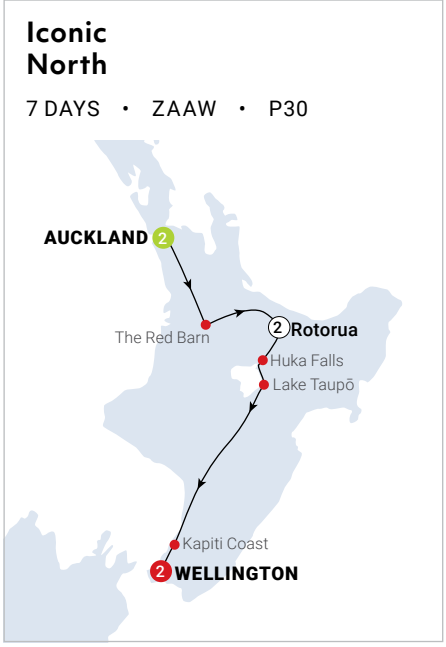 Iconic
North
7 DAYS • ZAAW • P30
AUCKLAND 2
The Red Barn
2 Rotorua
Huka Falls
Lake Taupō
Kapiti Coast
2 WELLINGTON